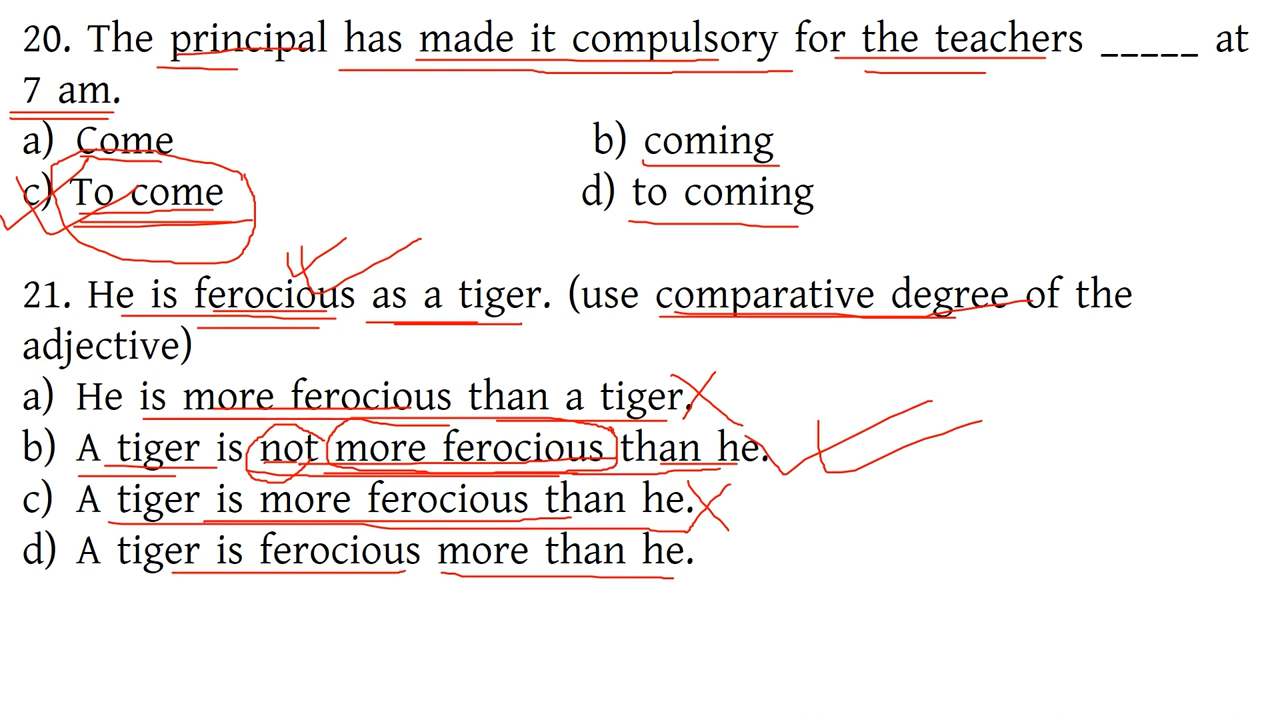 20. The principal has made it compulsory for the teachers _____ at
7 am.
a) Come b) coming
c) To come d) to coming
21. He is ferocious as a tiger. (use comparative degree of the
adjective)
a) He is more ferocious than a tiger.
b) A tiger is not more ferocious than he.
c) A tiger is more ferocious than he.
d) A tiger is ferocious more than he.